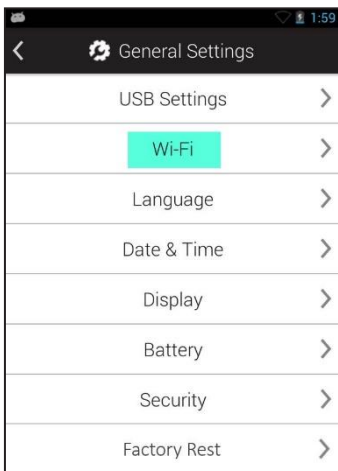 1:59
General Settings
USB Settings
Wi-Fi
Language
Date & Time
Display
Battery
Security
Factory Rest